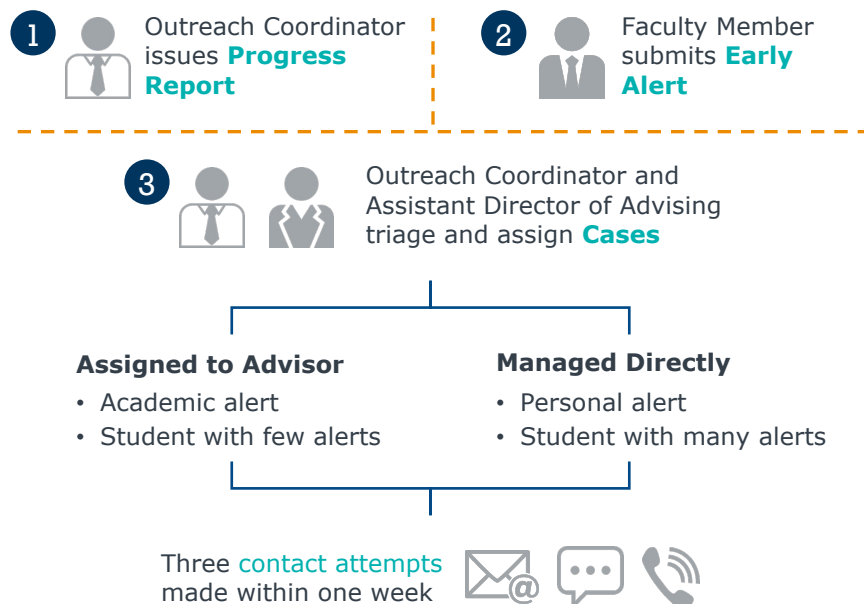 1
Outreach Coordinator
issues Progress
Report
2
Faculty Member
submits Early
Alert
3
Outreach Coordinator and
Assistant Director of Advising
triage and assign Cases
Assigned to Advisor
• Academic alert
• Student with few alerts
Managed Directly
• Personal alert
• Student with many alerts
Three contact attempts
made within one week
@